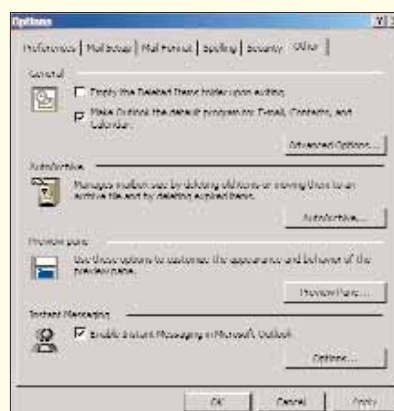 Options
Preferences Mail Setup Mail Format Spelling Security Other
General
Empty the Deleted Items folder upon exiting
Make Outlook the default program for E-mail, Contacts, and
Calendar.
Advanced Options...
AutoArchive
Manages mailbox size by deleting old items or moving them to an
archive file and by deleting expired items.
AutoArchive...
Preview pane
Use these options to customize the appearance and behavior of the
preview pane.
Preview Pane...
Instant Messaging
Enable Instant Messaging in Microsoft Outlook
Options...
OK Cancel Apply